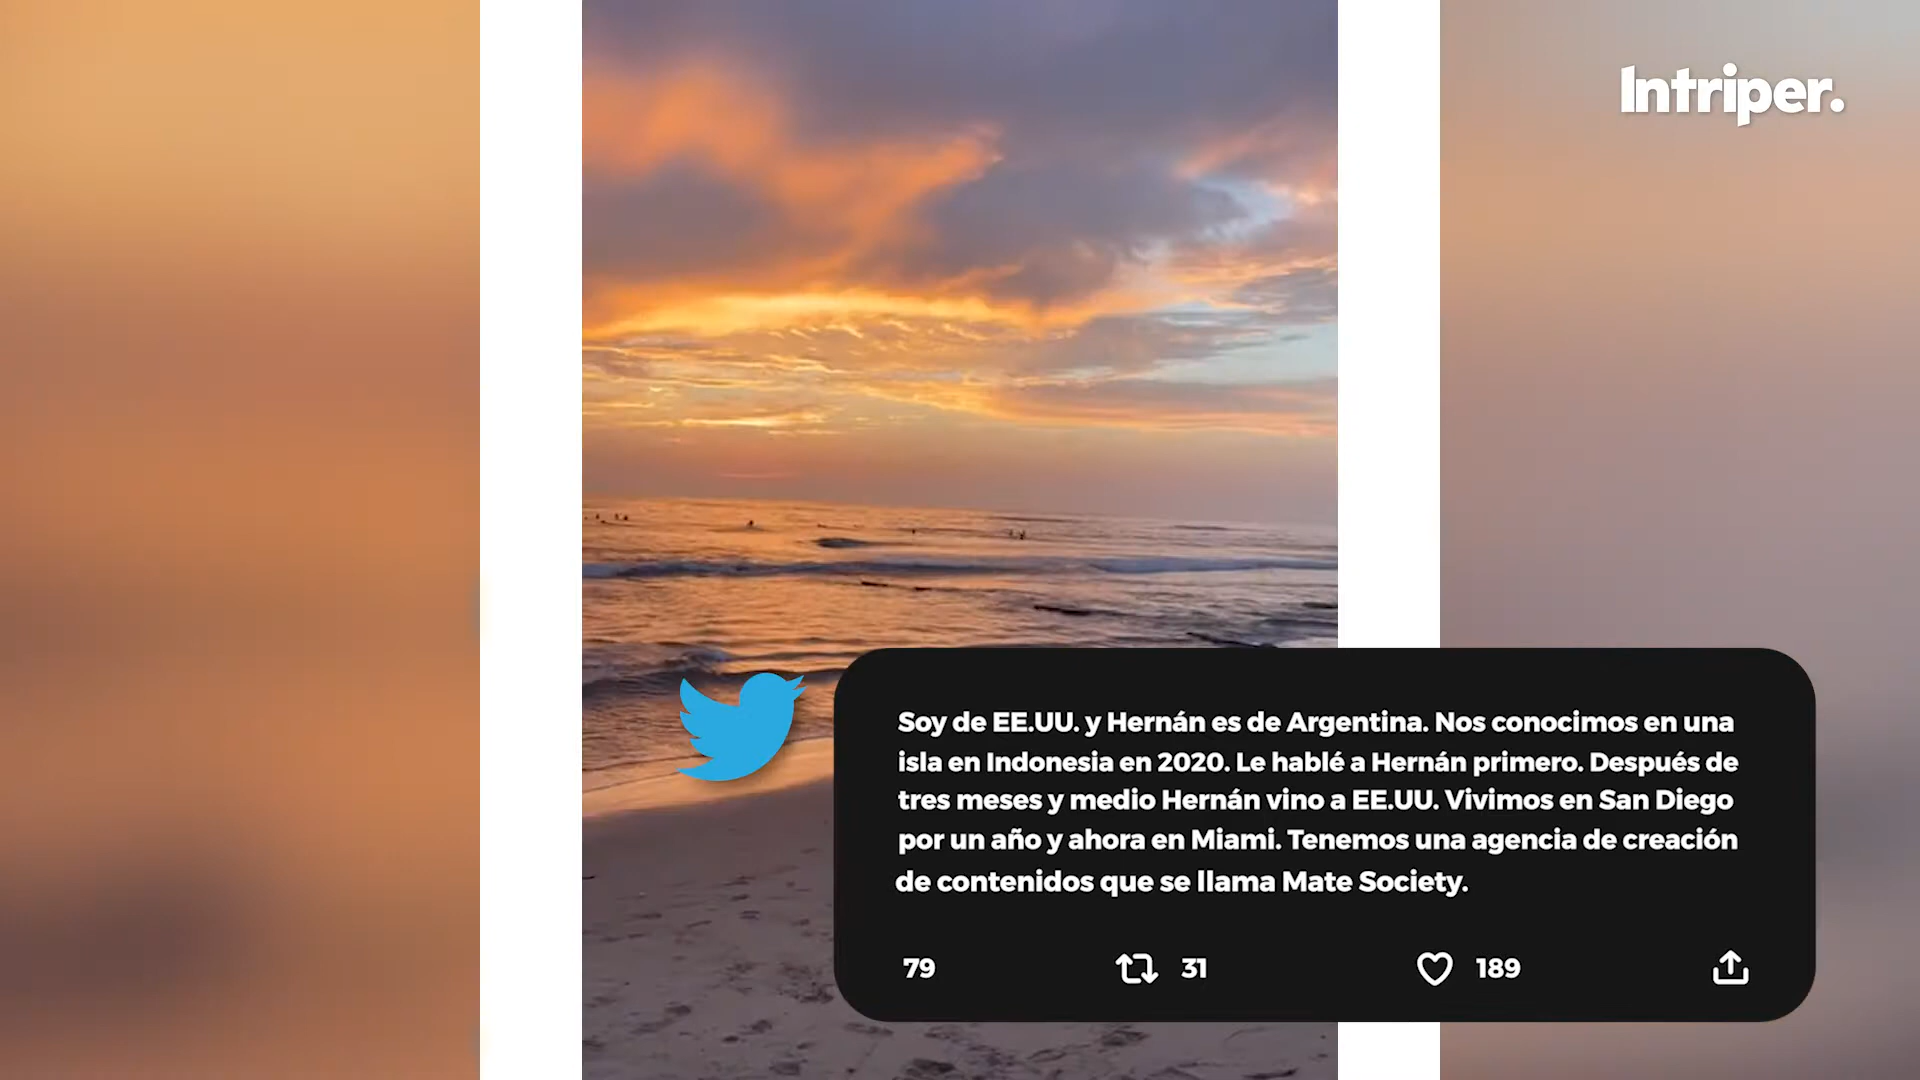 Intriper.
Soy de EE.UU. y Hernán es de Argentina. Nos conocimos en una
isla en Indonesia en 2020. Le hablé a Hernán primero. Después de
tres meses y medio Hernán vino a EE.UU. Vivimos en San Diego
por un año y ahora en Miami. Tenemos una agencia de creación
de contenidos que se llama Mate Society.
79 31 189